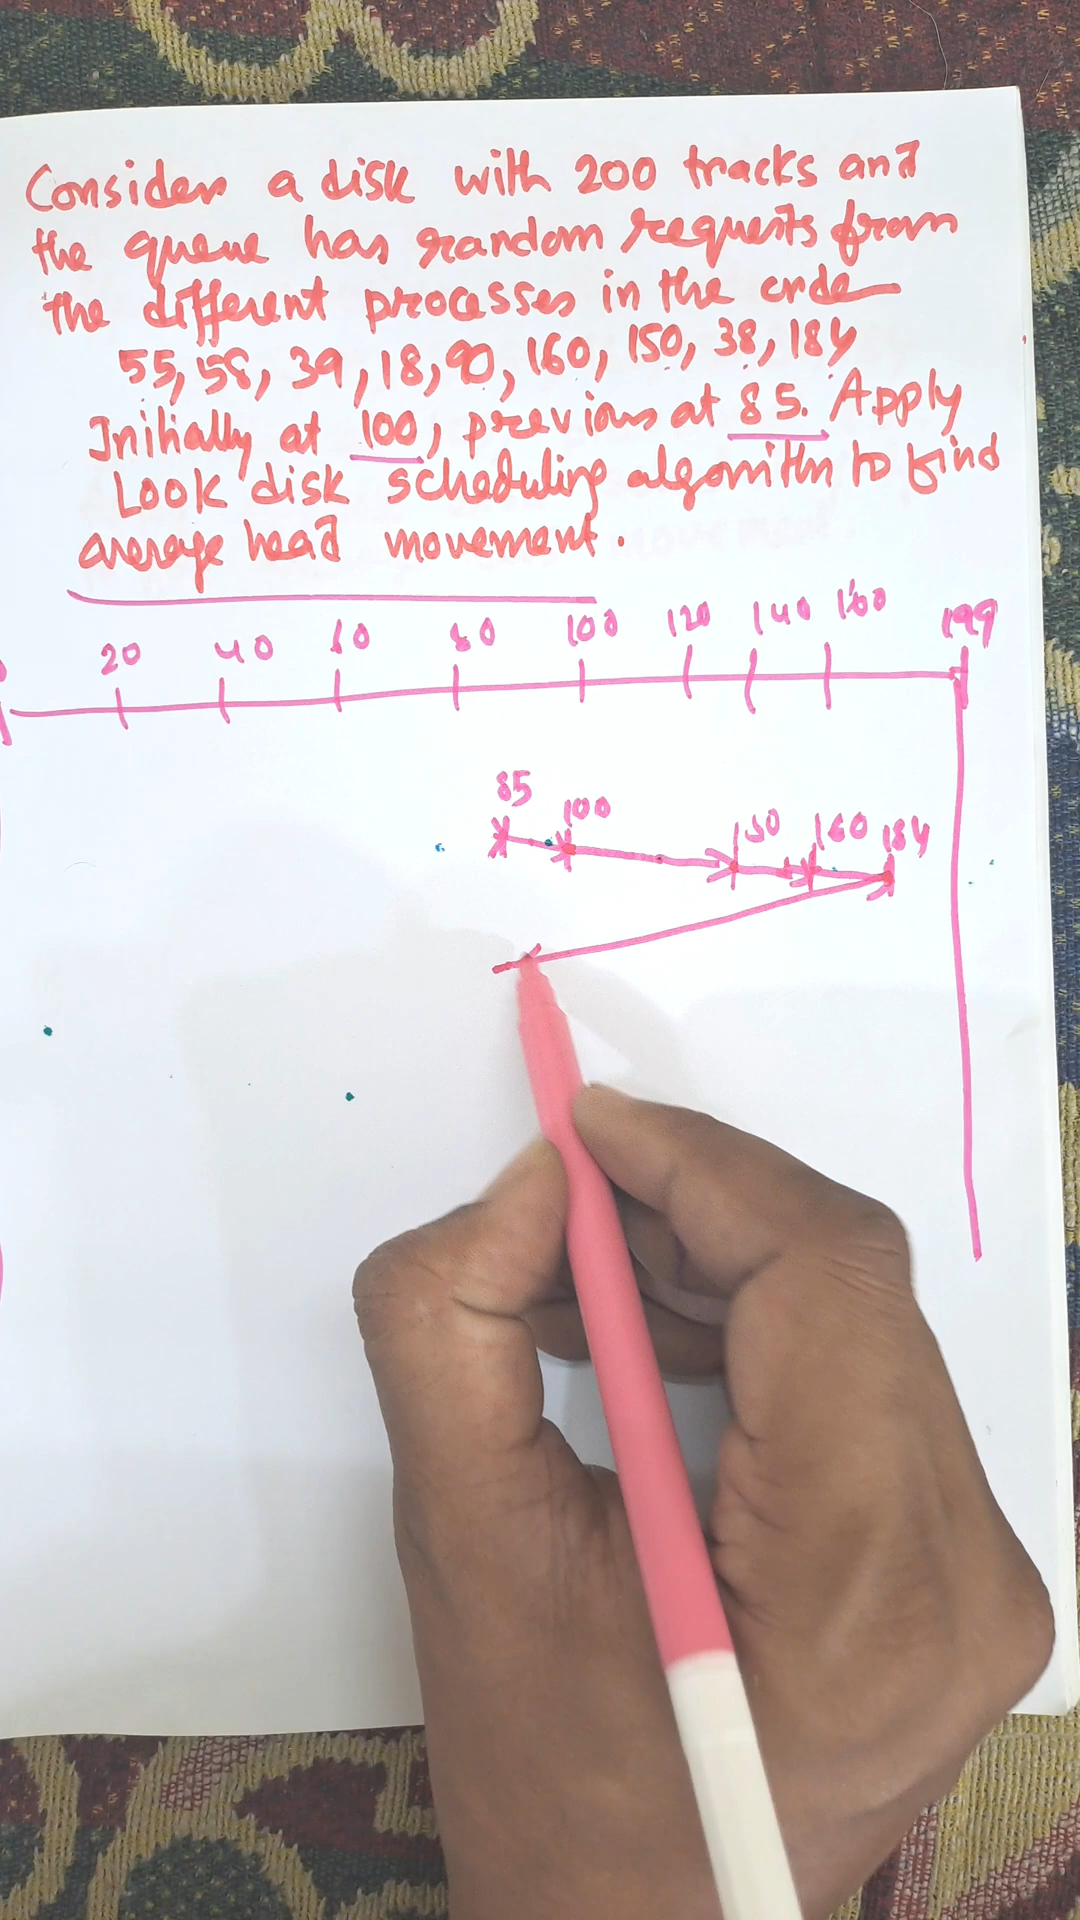 Consider a disk with 200 tracks and
the queue has random requests from
the different processes in the order
55, 58, 39, 18, 90, 160, 150, 38, 184
Initially at 100, previous at 85. Apply
Look disk scheduling algorithm to find
average head movement.
20 40 60 80 100 120 140 160 199
85 100 150 160 184